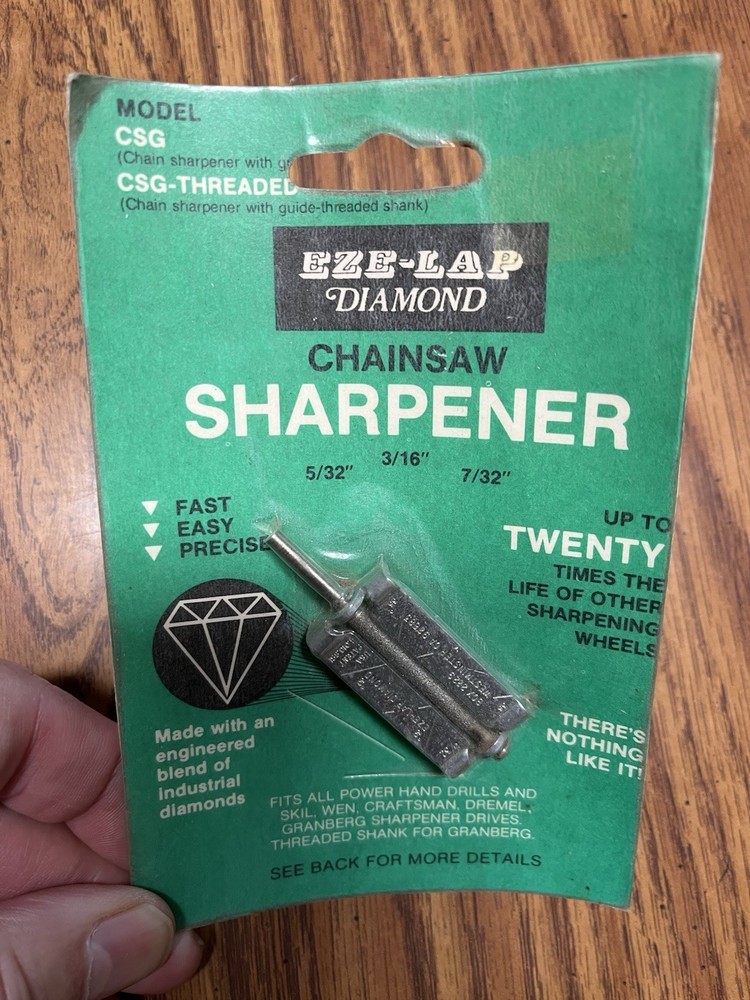 MODEL
CSG
(Chain sharpener with
CSG-THREADED
(Chain sharpener with guide-threaded shank)
EZE-LAP
DIAMOND
CHAINSAW
SHARPENER
5/32" 3/16" 7/32"
FAST
EASY
PRECISE
UP TO
TWENTY
TIMES THE
LIFE OF OTHER
SHARPENING
WHEELS
Made with an
engineered
blend of
industrial
diamonds
THERE'S
NOTHING
LIKE IT!
FITS ALL POWER HAND DRILLS AND
SKIL, WEN, CRAFTSMAN, DREMEL,
GRANBERG SHARPENER DRIVES.
THREADED SHANK FOR GRANBERG.
SEE BACK FOR MORE DETAILS